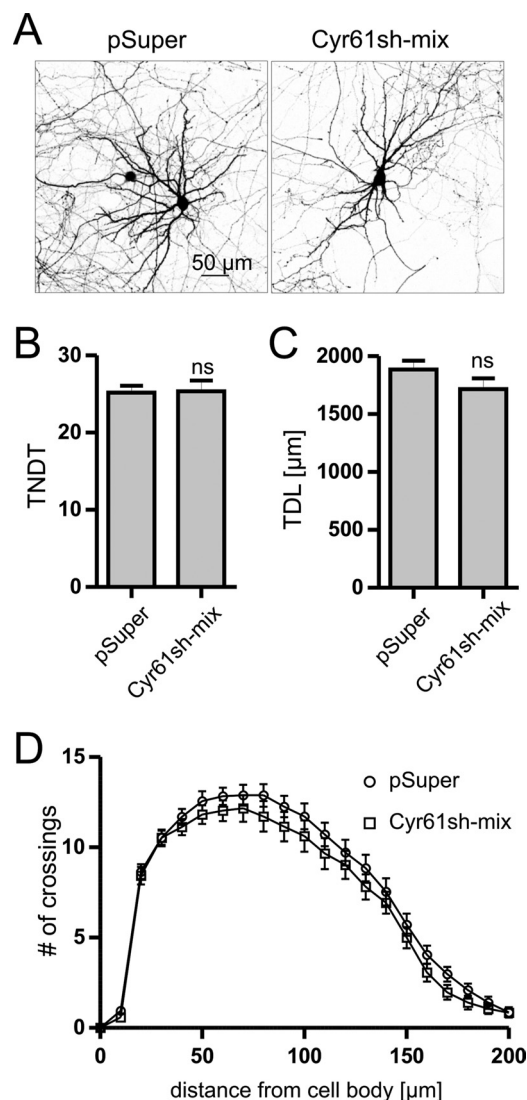 A
pSuper Cyr61sh-mix
50 µm
B
30
20
10
0
TNDT
ns
pSuper
Cyr61sh-mix
C
2000
1500
1000
500
0
TDL [µm]
ns
pSuper
Cyr61sh-mix
D
15
10
5
0
# of crossings
pSuper
Cyr61sh-mix
0 50 100 150 200
distance from cell body [µm]